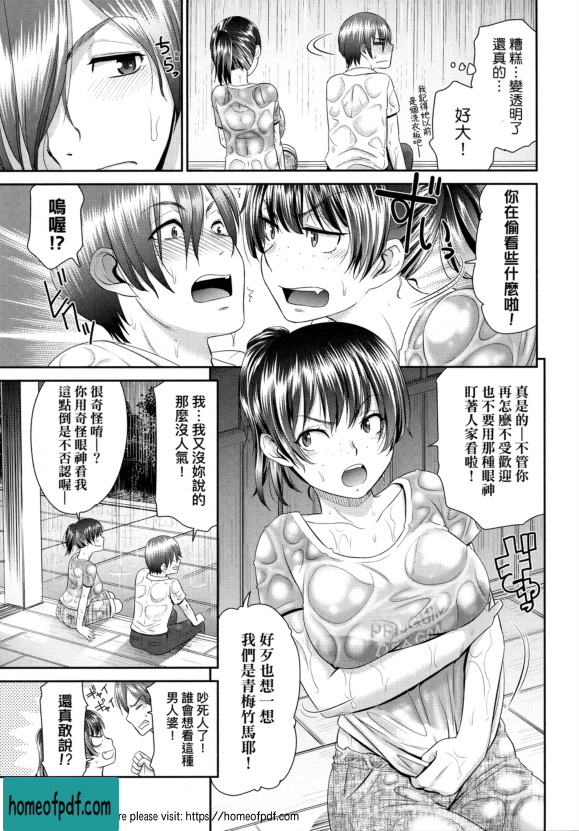 糟糕…變透明了
還真的…
好大！
我記得她以前
是個洗衣板吧
ちらっ
你在偷看些什麼啦！
嗚喔!?
真是的—不管你
再怎麼不受歡迎
也不要用那種眼神
盯著人家看啦！
我…我又沒妳說的
那麼沒人氣！
很奇怪唷—？
你用奇怪眼神看我
這點倒是不否認喔—
PENGUIN
好歹也想一想
我們是青梅竹馬耶！
吵死人了！
誰會想看這種
男人婆！
還真敢說!?
homeofpdf.com
re please visit: https://homeofpdf.com